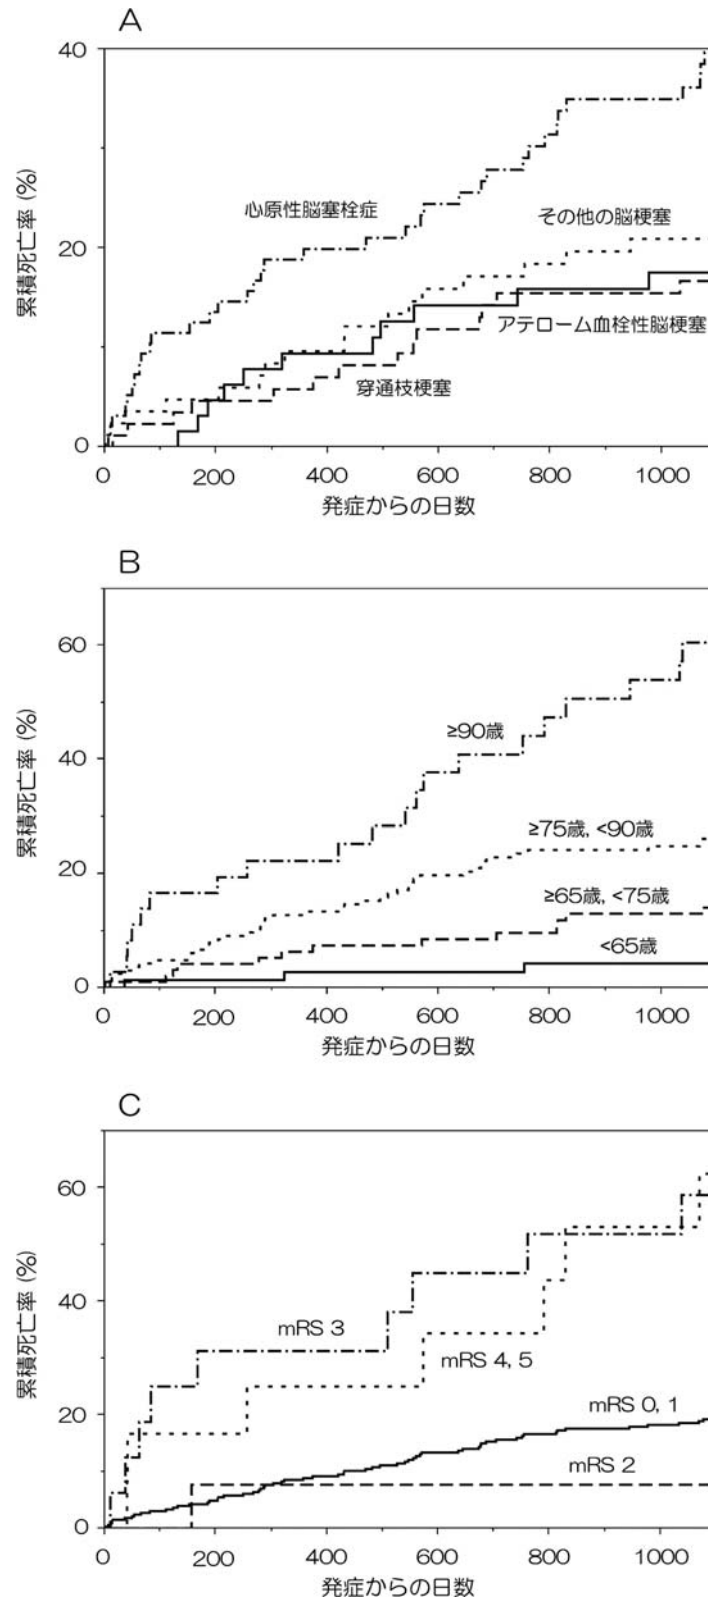 A
40
20
0
累積死亡率 (%)
心原性脳塞栓症
その他の脳梗塞
アテローム血栓性脳梗塞
穿通枝梗塞
0 200 400 600 800 1000
発症からの日数
B
60
40
20
0
累積死亡率 (%)
≥90歳
≥75歳, <90歳
≥65歳, <75歳
<65歳
0 200 400 600 800 1000
発症からの日数
C
60
40
20
0
累積死亡率 (%)
mRS 3
mRS 4, 5
mRS 0, 1
mRS 2
0 200 400 600 800 1000
発症からの日数